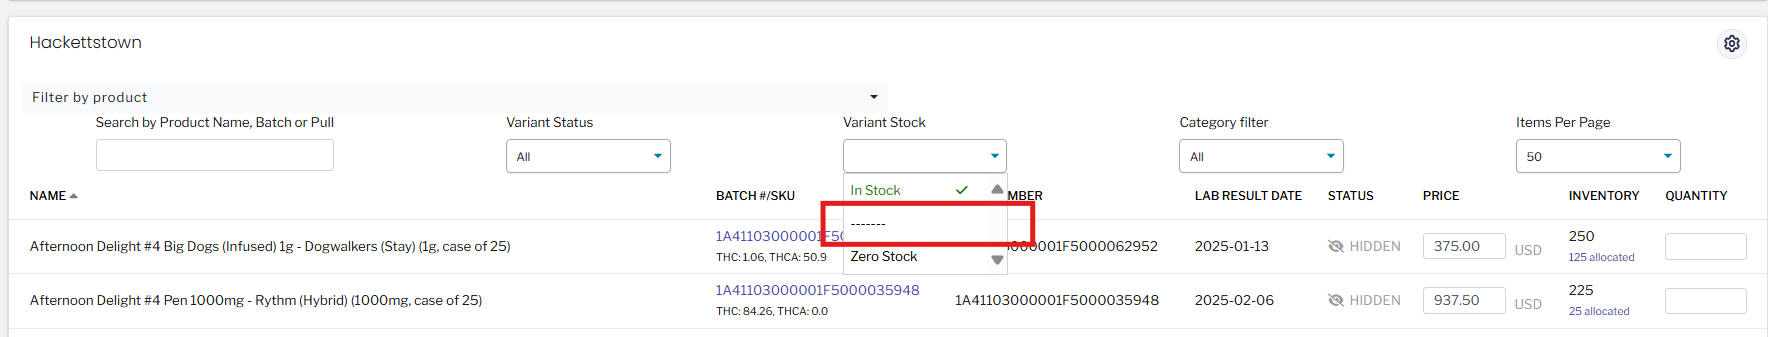 Hackettstown
Filter by product
Search by Product Name, Batch or Pull
Variant Status
Variant Stock
Category filter
Items Per Page
All
All
50
In Stock
-------
Zero Stock
NAME
BATCH #/SKU
MBER
LAB RESULT DATE
STATUS
PRICE
INVENTORY
QUANTITY
Afternoon Delight #4 Big Dogs (Infused) 1g - Dogwalkers (Stay) (1g, case of 25)
1A41103000001F50
THC: 1.06, THCA: 50.9
000001F5000062952
2025-01-13
HIDDEN
375.00
USD
250
125 allocated
Afternoon Delight #4 Pen 1000mg - Rythm (Hybrid) (1000mg, case of 25)
1A41103000001F5000035948
THC: 84.26, THCA: 0.0
1A41103000001F5000035948
2025-02-06
HIDDEN
937.50
USD
225
25 allocated